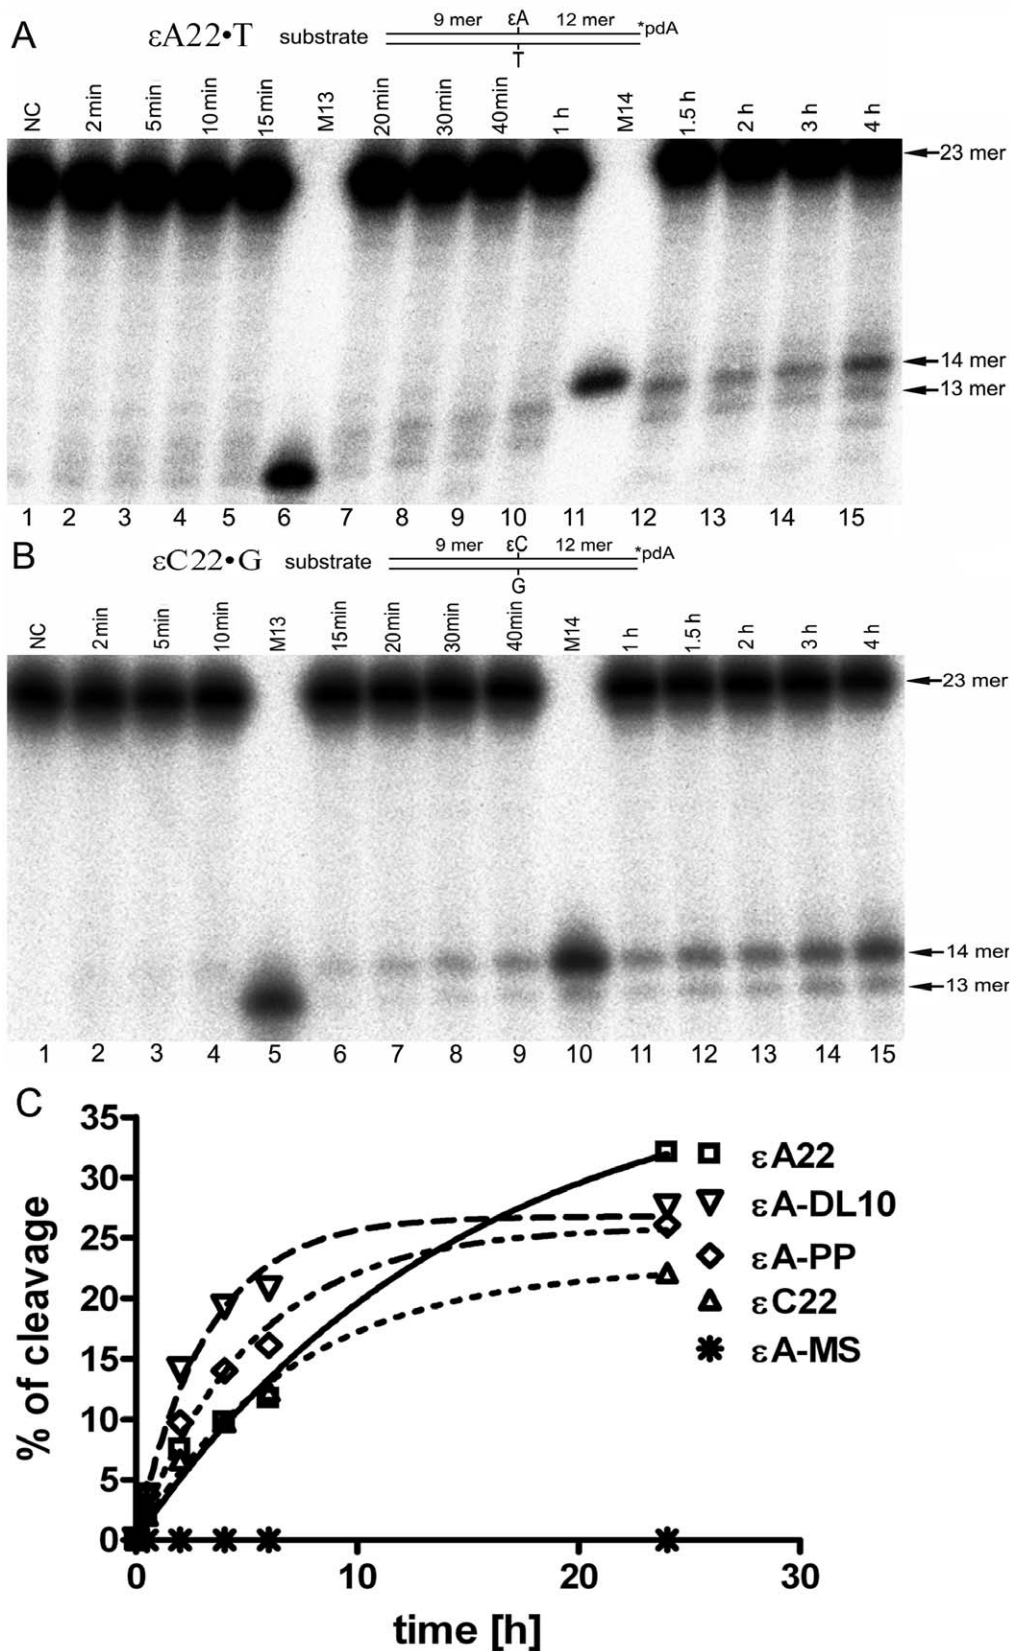 A
εA22•T substrate 9 mer εA 12 mer *pdA
T
NC 2min 5min 10min 15min M13 20min 30min 40min 1 h M14 1.5 h 2 h 3 h 4 h
23 mer
14 mer
13 mer
1 2 3 4 5 6 7 8 9 10 11 12 13 14 15
B
εC22•G substrate 9 mer εC 12 mer *pdA
G
NC 2min 5min 10min M13 15min 20min 30min 40min M14 1 h 1.5 h 2 h 3 h 4 h
23 mer
14 mer
13 mer
1 2 3 4 5 6 7 8 9 10 11 12 13 14 15
C
% of cleavage
35
30
25
20
15
10
5
0
εA22
εA-DL10
εA-PP
εC22
εA-MS
0 10 20 30
time [h]